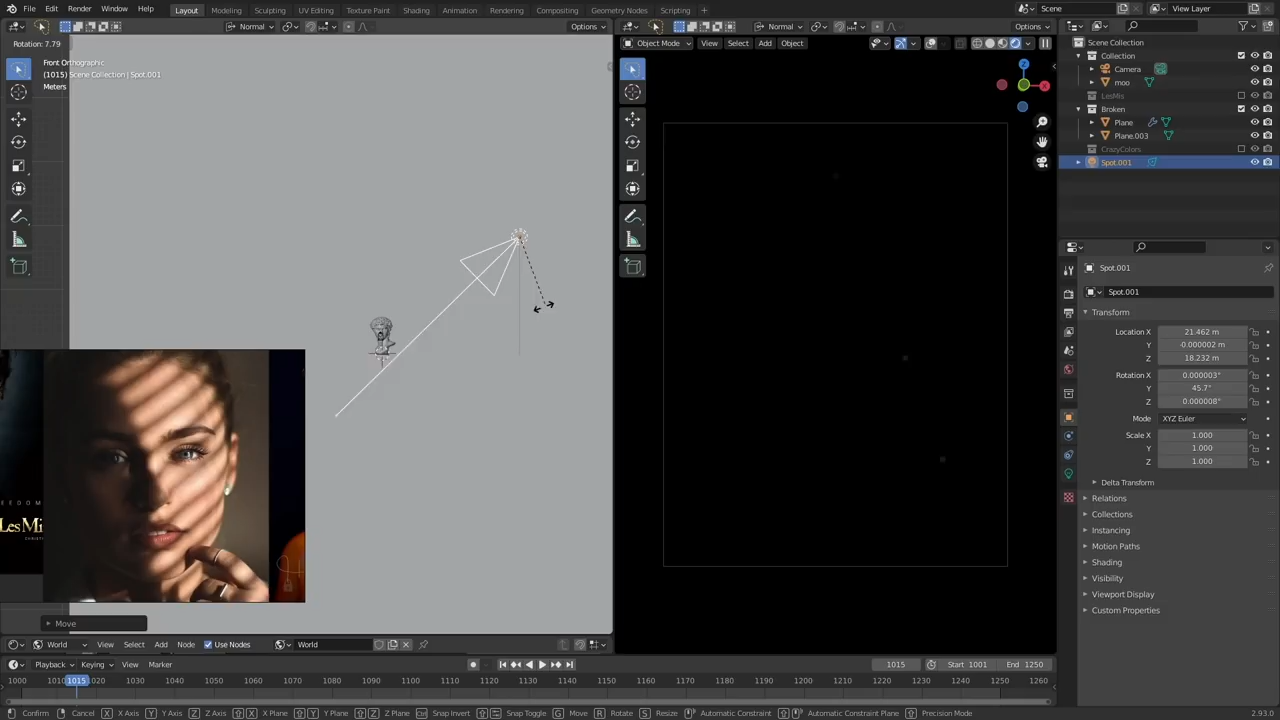 File Edit Render Window Help
Layout Modeling Sculpting UV Editing Texture Paint Shading Animation Rendering Compositing Geometry Nodes Scripting
Scene View Layer
Normal Options Normal Options
Rotation: 7.79
Front Orthographic
(1015) Scene Collection | Spot.001
Meters
Object Mode View Select Add Object
Z
X
Scene Collection
Collection
Camera
moo
LesMis
Broken
Plane
Plane.003
CrazyColors
Spot.001
Spot.001
Spot.001
Transform
Location X 21.462 m
Y -0.000002 m
Z 18.232 m
Rotation X 0.000003°
Y 45.7°
Z 0.000008°
Mode XYZ Euler
Scale X 1.000
Y 1.000
Z 1.000
Delta Transform
Relations
Collections
Instancing
Motion Paths
Shading
Visibility
Viewport Display
Custom Properties
EEDOM
LesMi
CHRISTI
Move
World View Select Add Node Use Nodes World
Playback Keying View Marker 1015 Start 1001 End 1250
1000 1010 1015 1020 1030 1040 1050 1060 1070 1080 1090 1100 1110 1120 1130 1140 1150 1160 1170 1180 1190 1200 1210 1220 1230 1240 1250 1260
Confirm Cancel X X Axis Y Y Axis Z Z Axis X X Plane Y Y Plane Z Z Plane Snap Invert Snap Toggle G Move R Rotate S Resize Automatic Constraint Automatic Constraint Plane Precision Mode 2.93.0